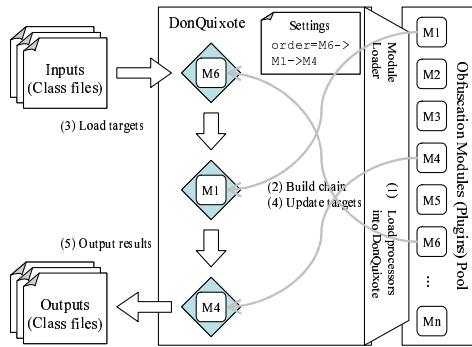 DonQuixote
Settings
order=M6->
M1->M4
Inputs
(Class files)
(3) Load targets
M6
M1
M4
(2) Build chain
(4) Update targets
(5) Output results
Outputs
(Class files)
Module
Loader
(1) Load processors
into DonQuixote
M1
M2
M3
M4
M5
M6
...
Mn
Obfuscation Modules (Plugins) Pool